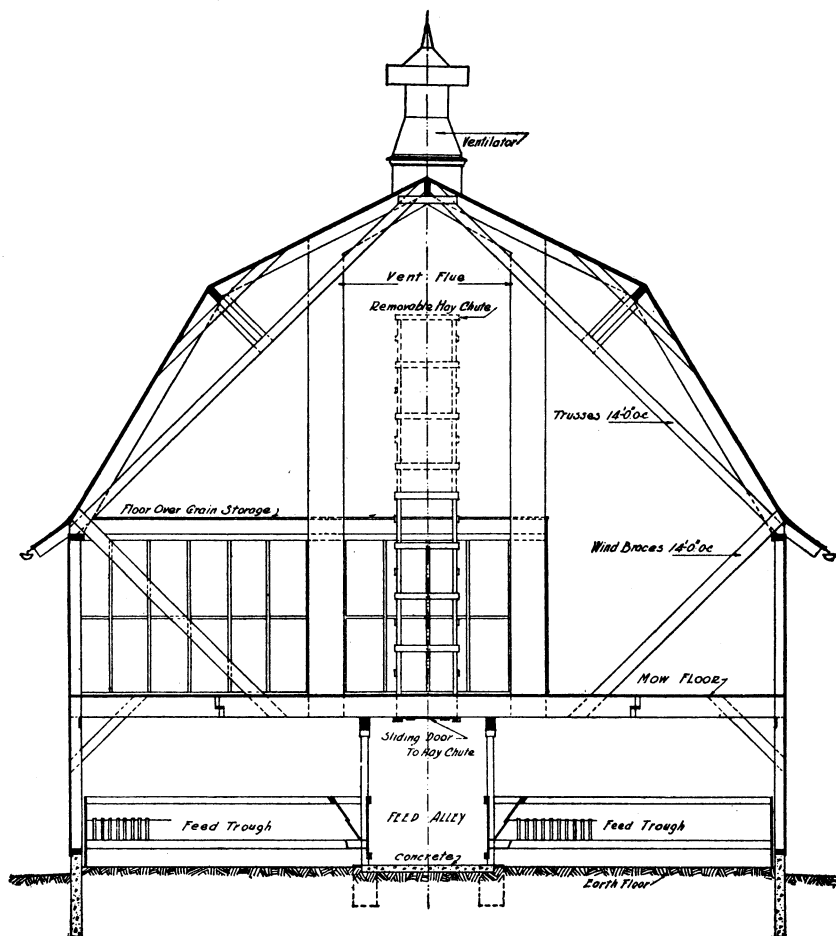 Ventilator
Vent Flue
Removable Hay Chute
Trusses 14'-0" oc
Floor Over Grain Storage
Wind Braces 14'-0" oc
MOW FLOOR
Sliding Door
To Hay Chute
Feed Trough
FEED ALLEY
Feed Trough
Concrete
Earth Floor